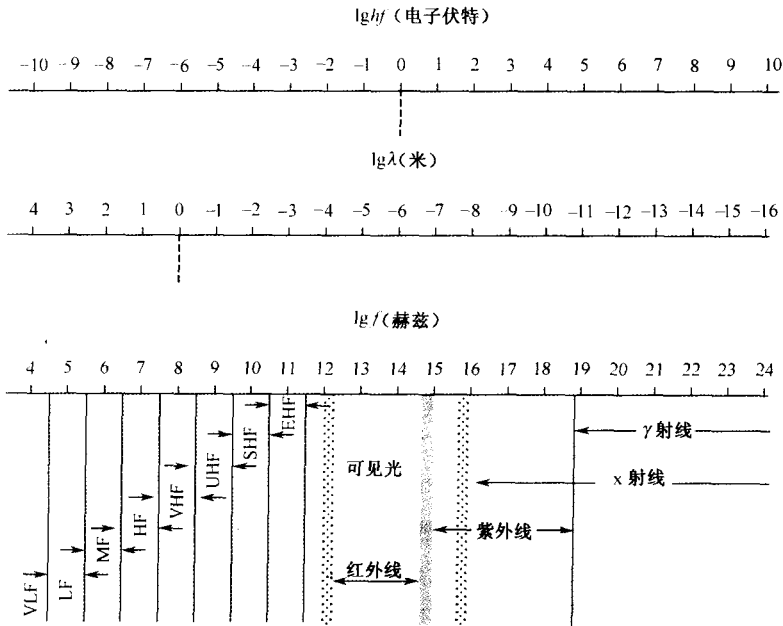 lghf (电子伏特)
-10 -9 -8 -7 -6 -5 -4 -3 -2 -1 0 1 2 3 4 5 6 7 8 9 10
lgλ(米)
4 3 2 1 0 -1 -2 -3 -4 -5 -6 -7 -8 -9 -10 -11 -12 -13 -14 -15 -16
lgf(赫兹)
4 5 6 7 8 9 10 11 12 13 14 15 16 17 18 19 20 21 22 23 24
VLF
LF
MF
HF
VHF
UHF
SHF
EHF
γ射线
可见光
x射线
紫外线
红外线